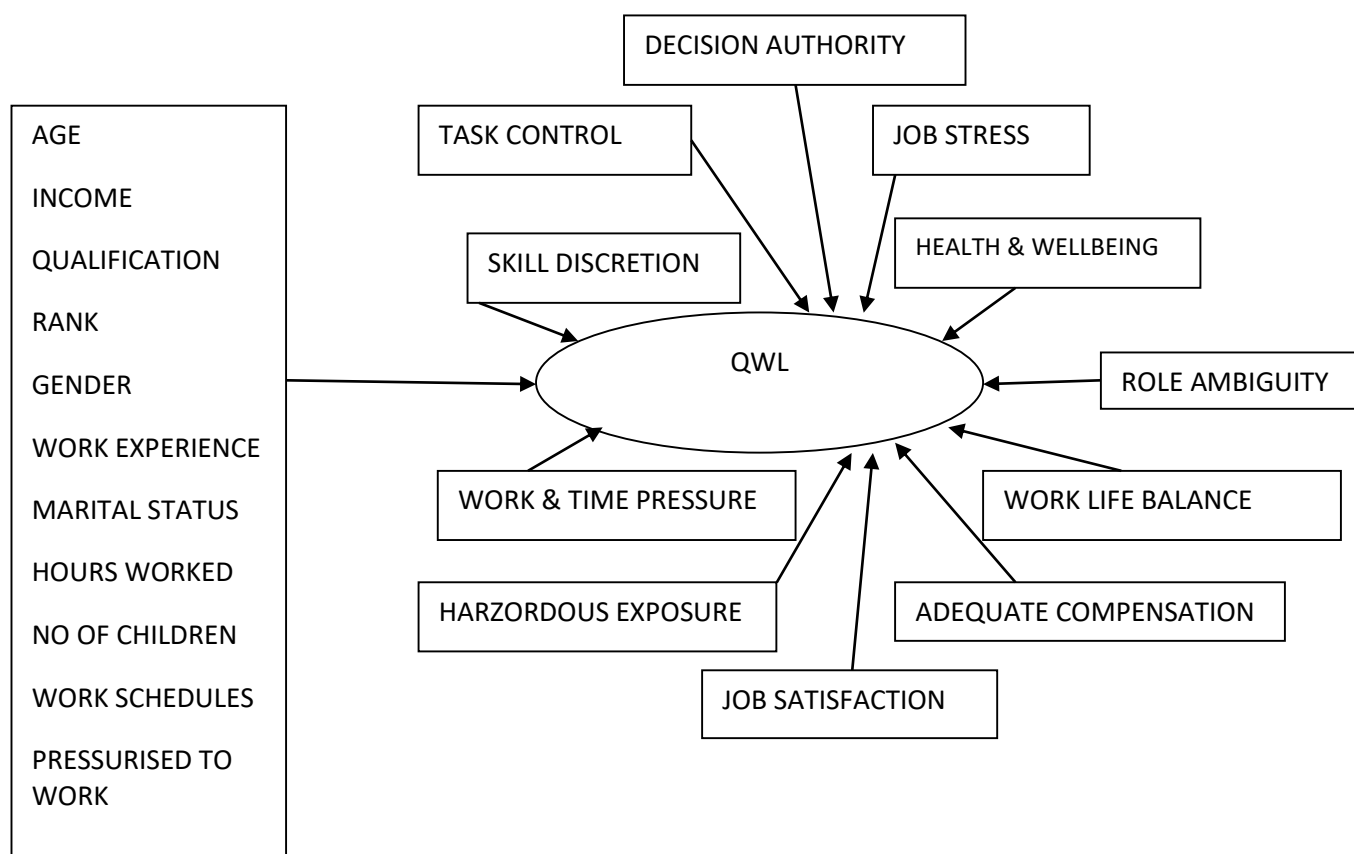 DECISION AUTHORITY
AGE
TASK CONTROL
JOB STRESS
INCOME
HEALTH & WELLBEING
QUALIFICATION
SKILL DISCRETION
RANK
QWL
GENDER
ROLE AMBIGUITY
WORK EXPERIENCE
WORK & TIME PRESSURE
WORK LIFE BALANCE
MARITAL STATUS
HOURS WORKED
HARZORDOUS EXPOSURE
ADEQUATE COMPENSATION
NO OF CHILDREN
WORK SCHEDULES
JOB SATISFACTION
PRESSURISED TO
WORK